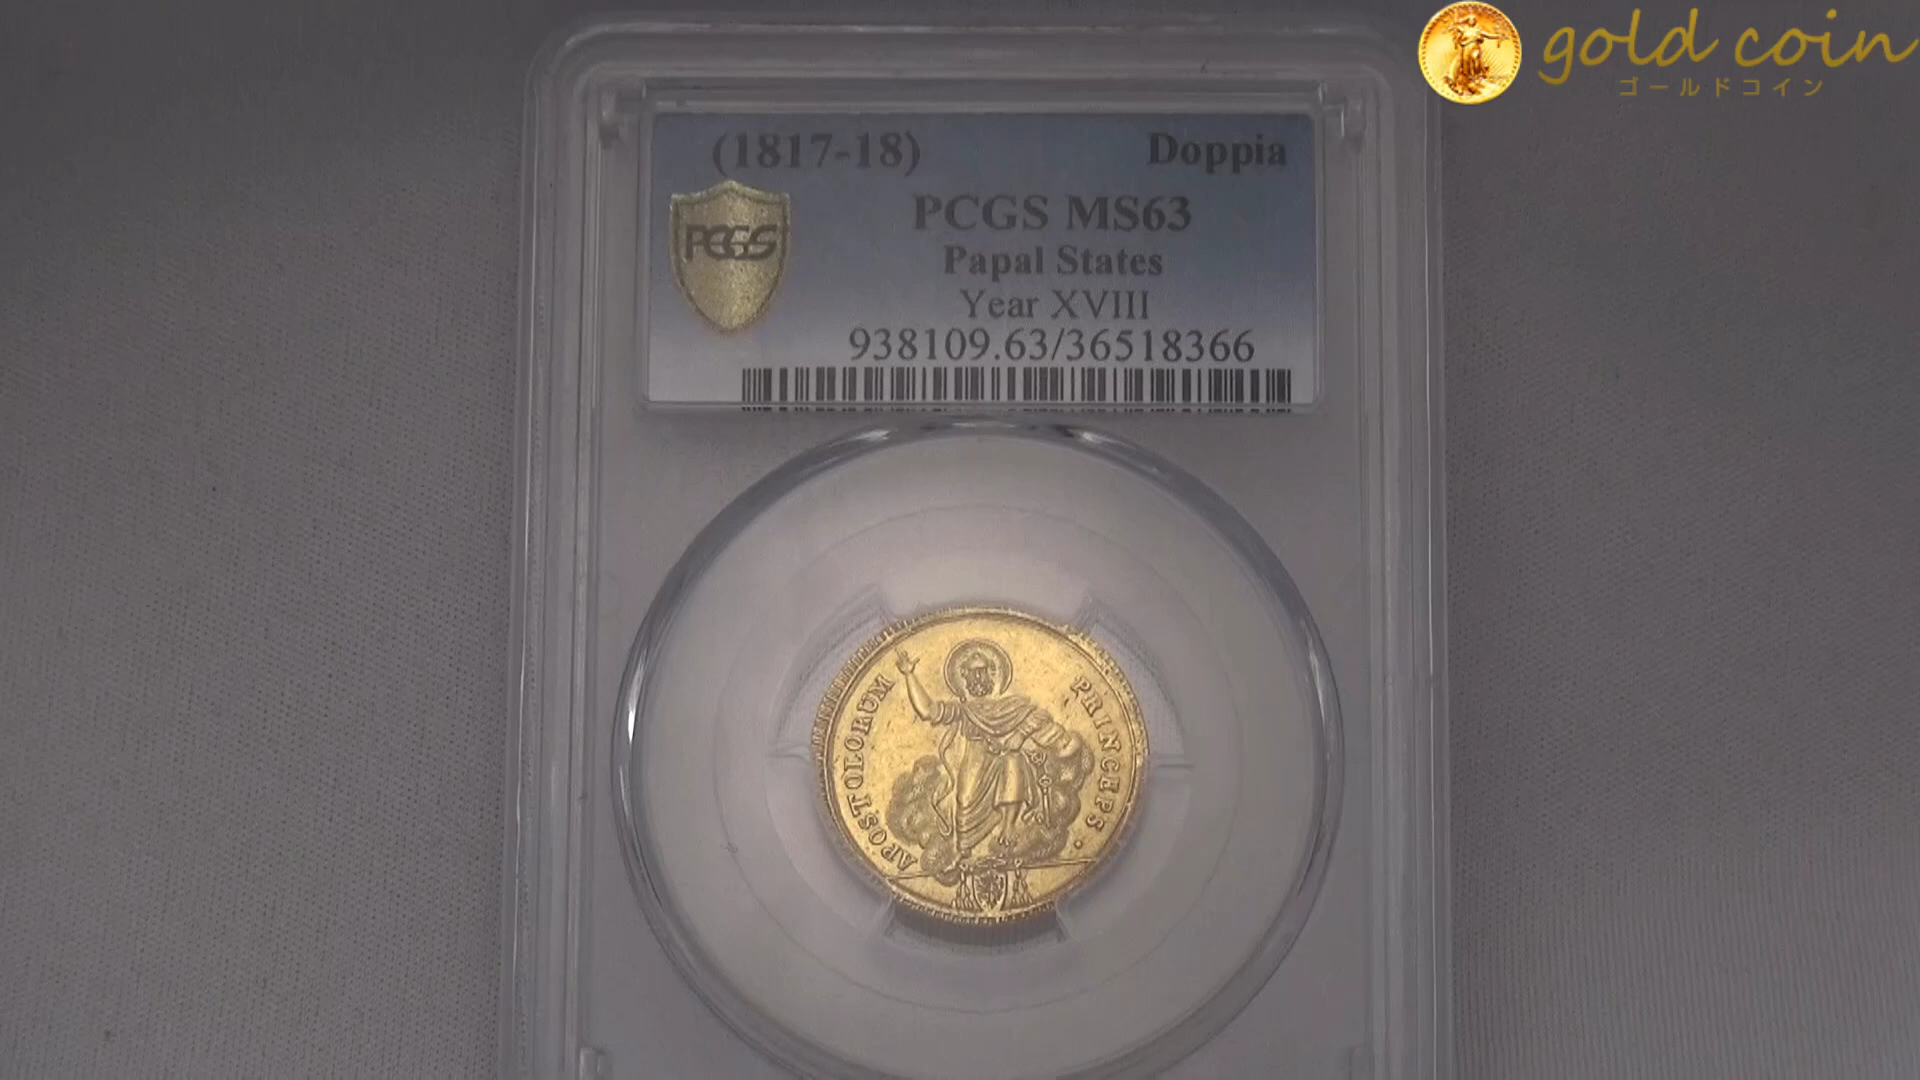 gold coin
ゴールドコイン
(1817-18) Doppia
PCGS MS63
PCGS
Papal States
Year XVIII
938109.63/36518366
APOSTOLORUM PRINCEPS.